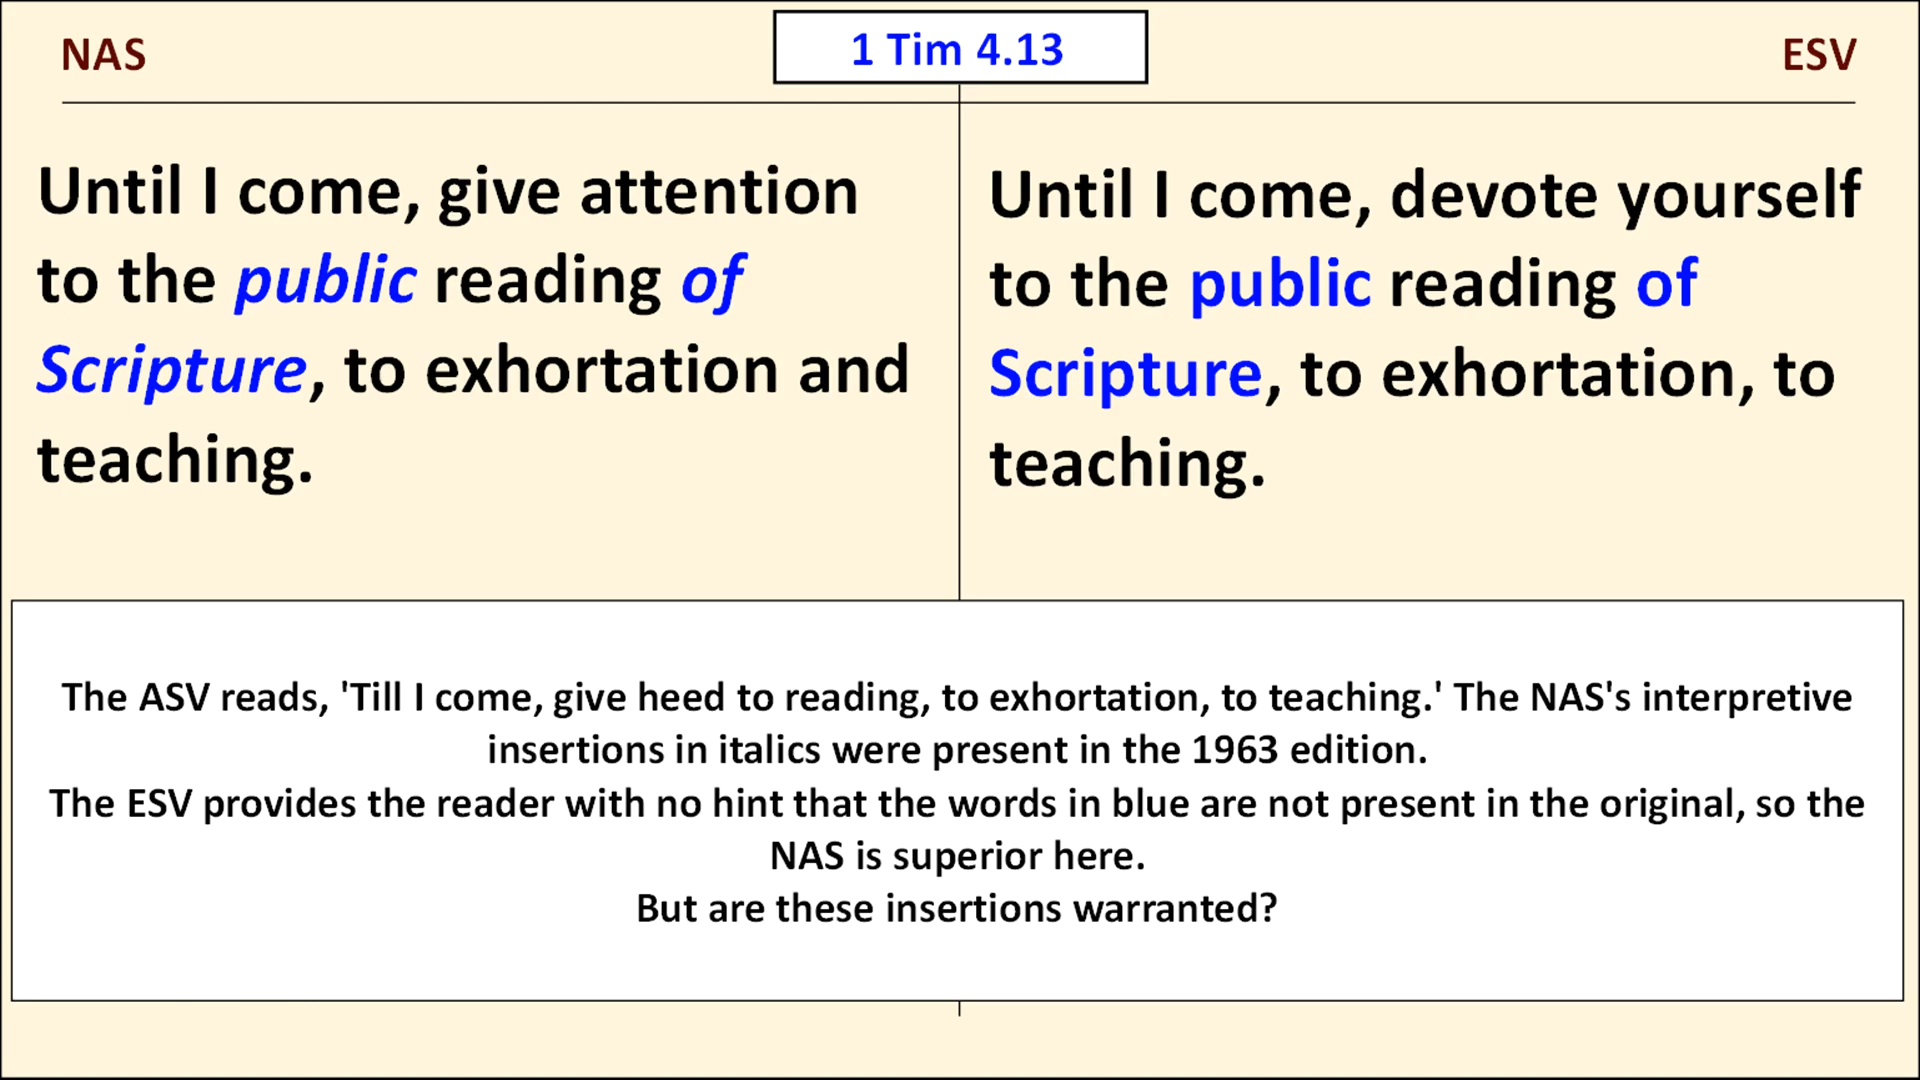 NAS
1 Tim 4.13
ESV
Until I come, give attention
to the public reading of
Scripture, to exhortation and
teaching.
Until I come, devote yourself
to the public reading of
Scripture, to exhortation, to
teaching.
The ASV reads, 'Till I come, give heed to reading, to exhortation, to teaching.' The NAS's interpretive
insertions in italics were present in the 1963 edition.
The ESV provides the reader with no hint that the words in blue are not present in the original, so the
NAS is superior here.
But are these insertions warranted?